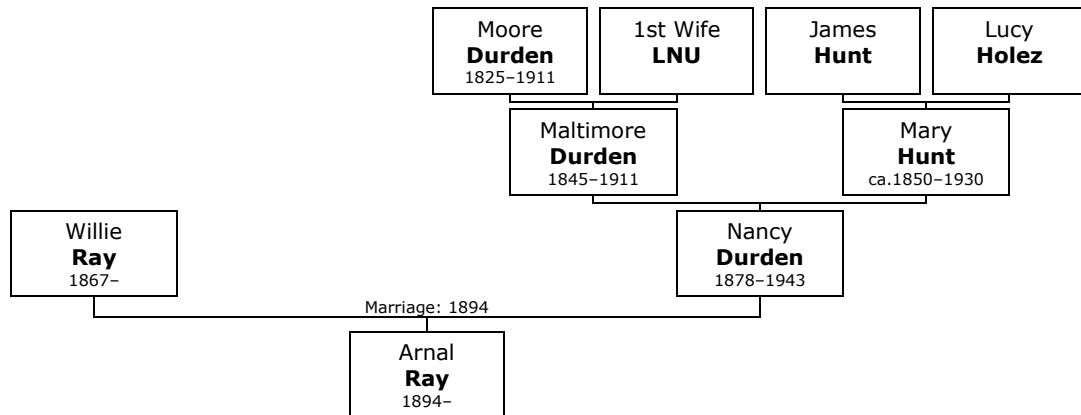 Moore
Durden
1825–1911
1st Wife
LNU
James
Hunt
Lucy
Holez
Maltimore
Durden
1845–1911
Mary
Hunt
ca.1850–1930
Willie
Ray
1867–
Nancy
Durden
1878–1943
Marriage: 1894
Arnal
Ray
1894–